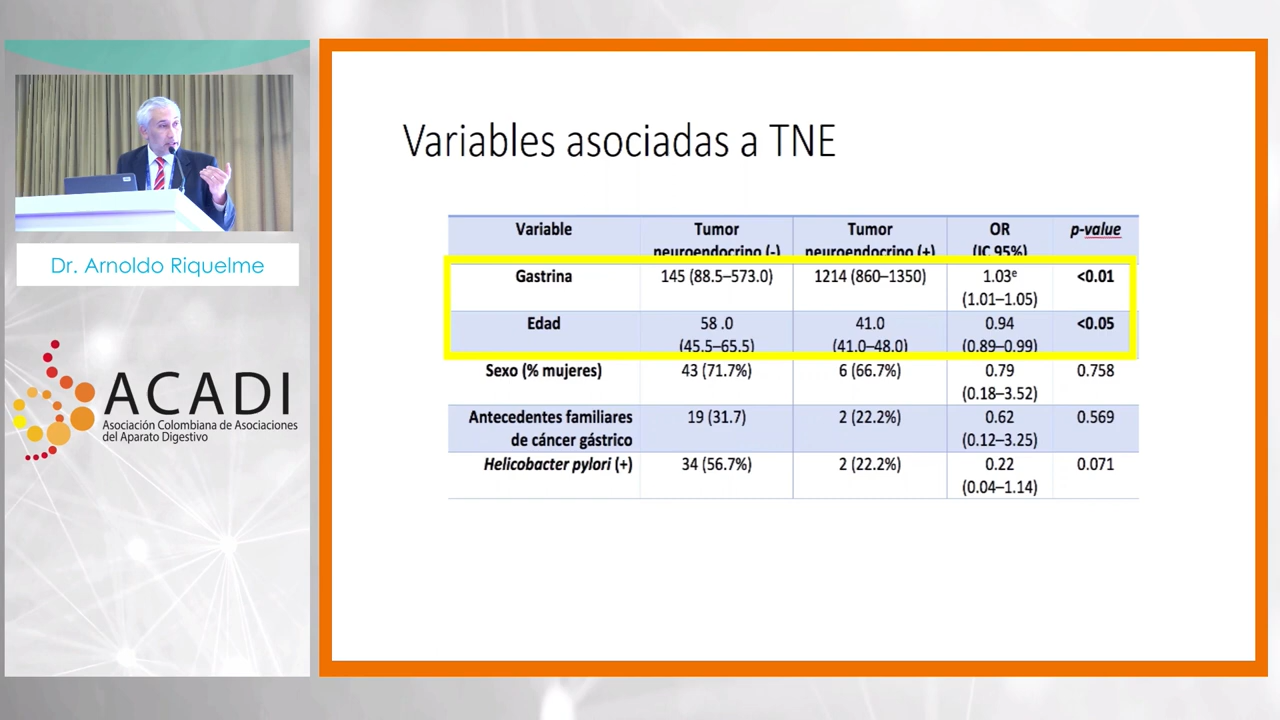 Variables asociadas a TNE
Variable
Tumor
neuroendocrino (-)
Tumor
neuroendocrino (+)
OR
(IC 95%)
p-value
Gastrina
145 (88.5–573.0)
1214 (860–1350)
1.03ᵉ
(1.01–1.05)
<0.01
Edad
58 .0
(45.5–65.5)
41.0
(41.0–48.0)
0.94
(0.89–0.99)
<0.05
Sexo (% mujeres)
43 (71.7%)
6 (66.7%)
0.79
(0.18–3.52)
0.758
Antecedentes familiares
de cáncer gástrico
19 (31.7)
2 (22.2%)
0.62
(0.12–3.25)
0.569
Helicobacter pylori (+)
34 (56.7%)
2 (22.2%)
0.22
(0.04–1.14)
0.071
Dr. Arnoldo Riquelme
ACADI
Asociación Colombiana de Asociaciones
del Aparato Digestivo